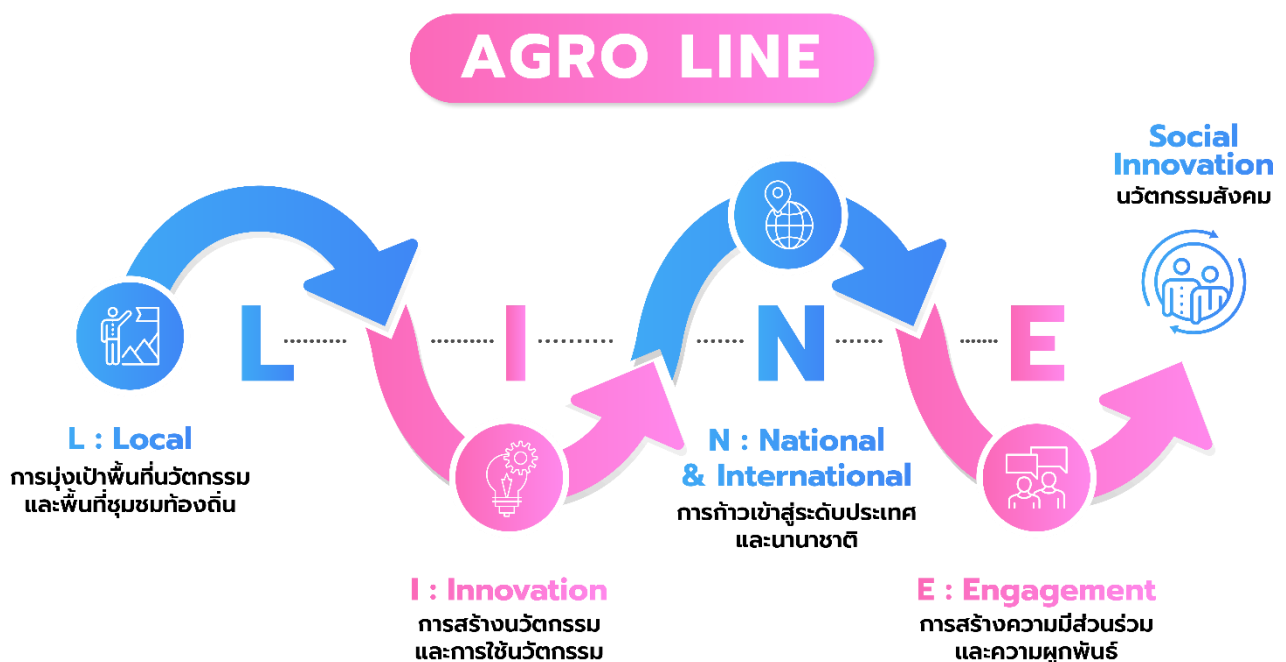 AGRO LINE
L
I
N
E
L : Local
การมุ่งเป้าพื้นที่นวัตกรรม
และพื้นที่ชุมชมท้องถิ่น
I : Innovation
การสร้างนวัตกรรม
และการใช้นวัตกรรม
N : National
& International
การก้าวเข้าสู่ระดับประเทศ
และนานาชาติ
E : Engagement
การสร้างความมีส่วนร่วม
และความผูกพันธ์
Social
Innovation
นวัตกรรมสังคม